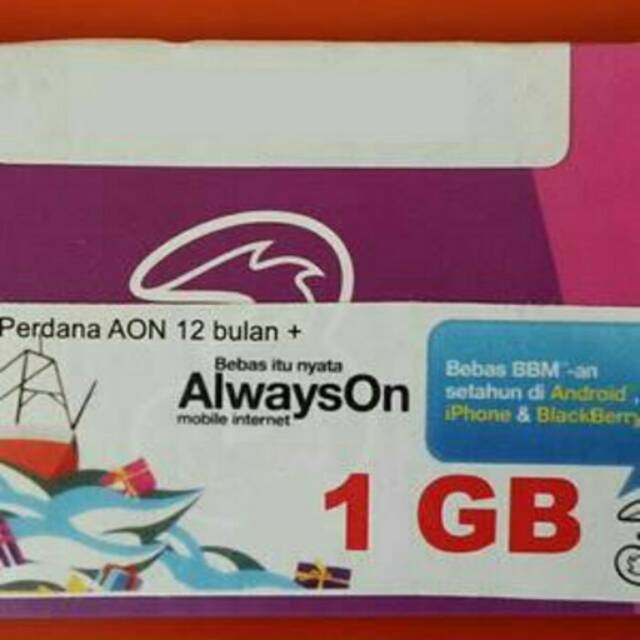 Perdana AON 12 bulan +
Bebas itu nyata
AlwaysOn
mobile internet
Bebas BBM™-an
setahun di Android ,
iPhone & BlackBerry
1 GB